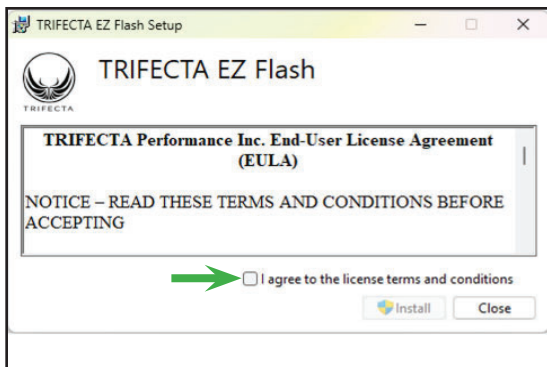 TRIFECTA EZ Flash Setup
TRIFECTA EZ Flash
TRIFECTA
TRIFECTA Performance Inc. End-User License Agreement
(EULA)
NOTICE – READ THESE TERMS AND CONDITIONS BEFORE
ACCEPTING
I agree to the license terms and conditions
Install Close